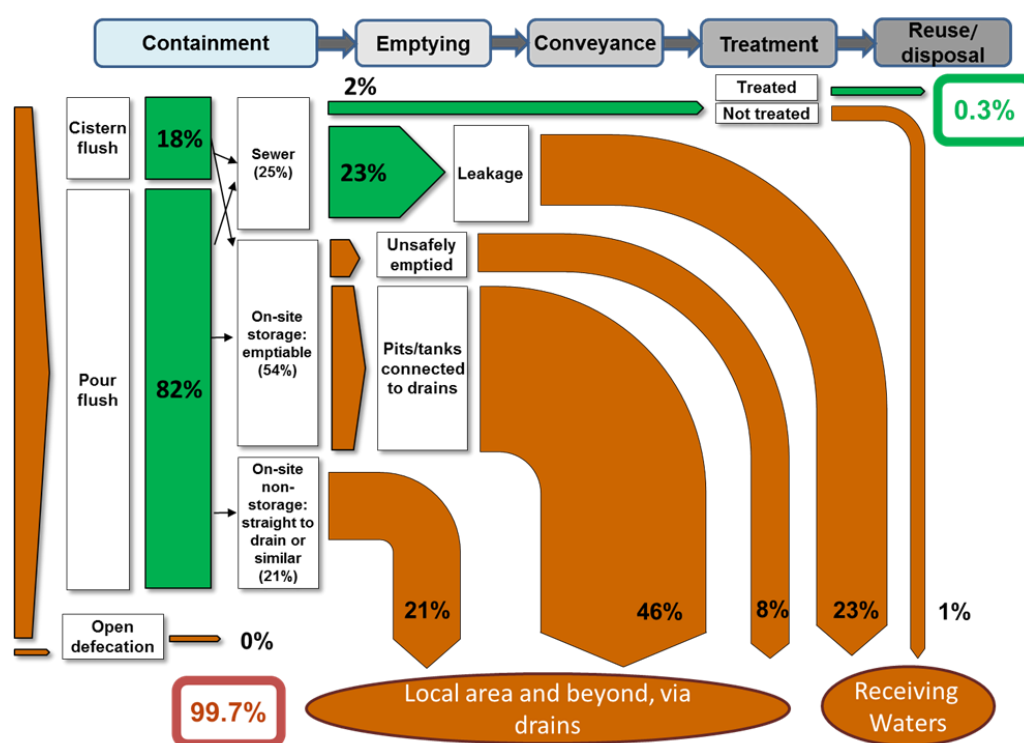 Containment
Emptying
Conveyance
Treatment
Reuse/
disposal
2%
Treated
Not treated
0.3%
Cistern
flush
18%
Sewer
(25%)
23%
Leakage
Unsafely
emptied
On-site
storage:
emptiable
(54%)
Pits/tanks
connected
to drains
Pour
flush
82%
On-site
non-
storage:
straight to
drain or
similar
(21%)
21%
46%
8%
23%
1%
Open
defecation
0%
99.7%
Local area and beyond, via
drains
Receiving
Waters